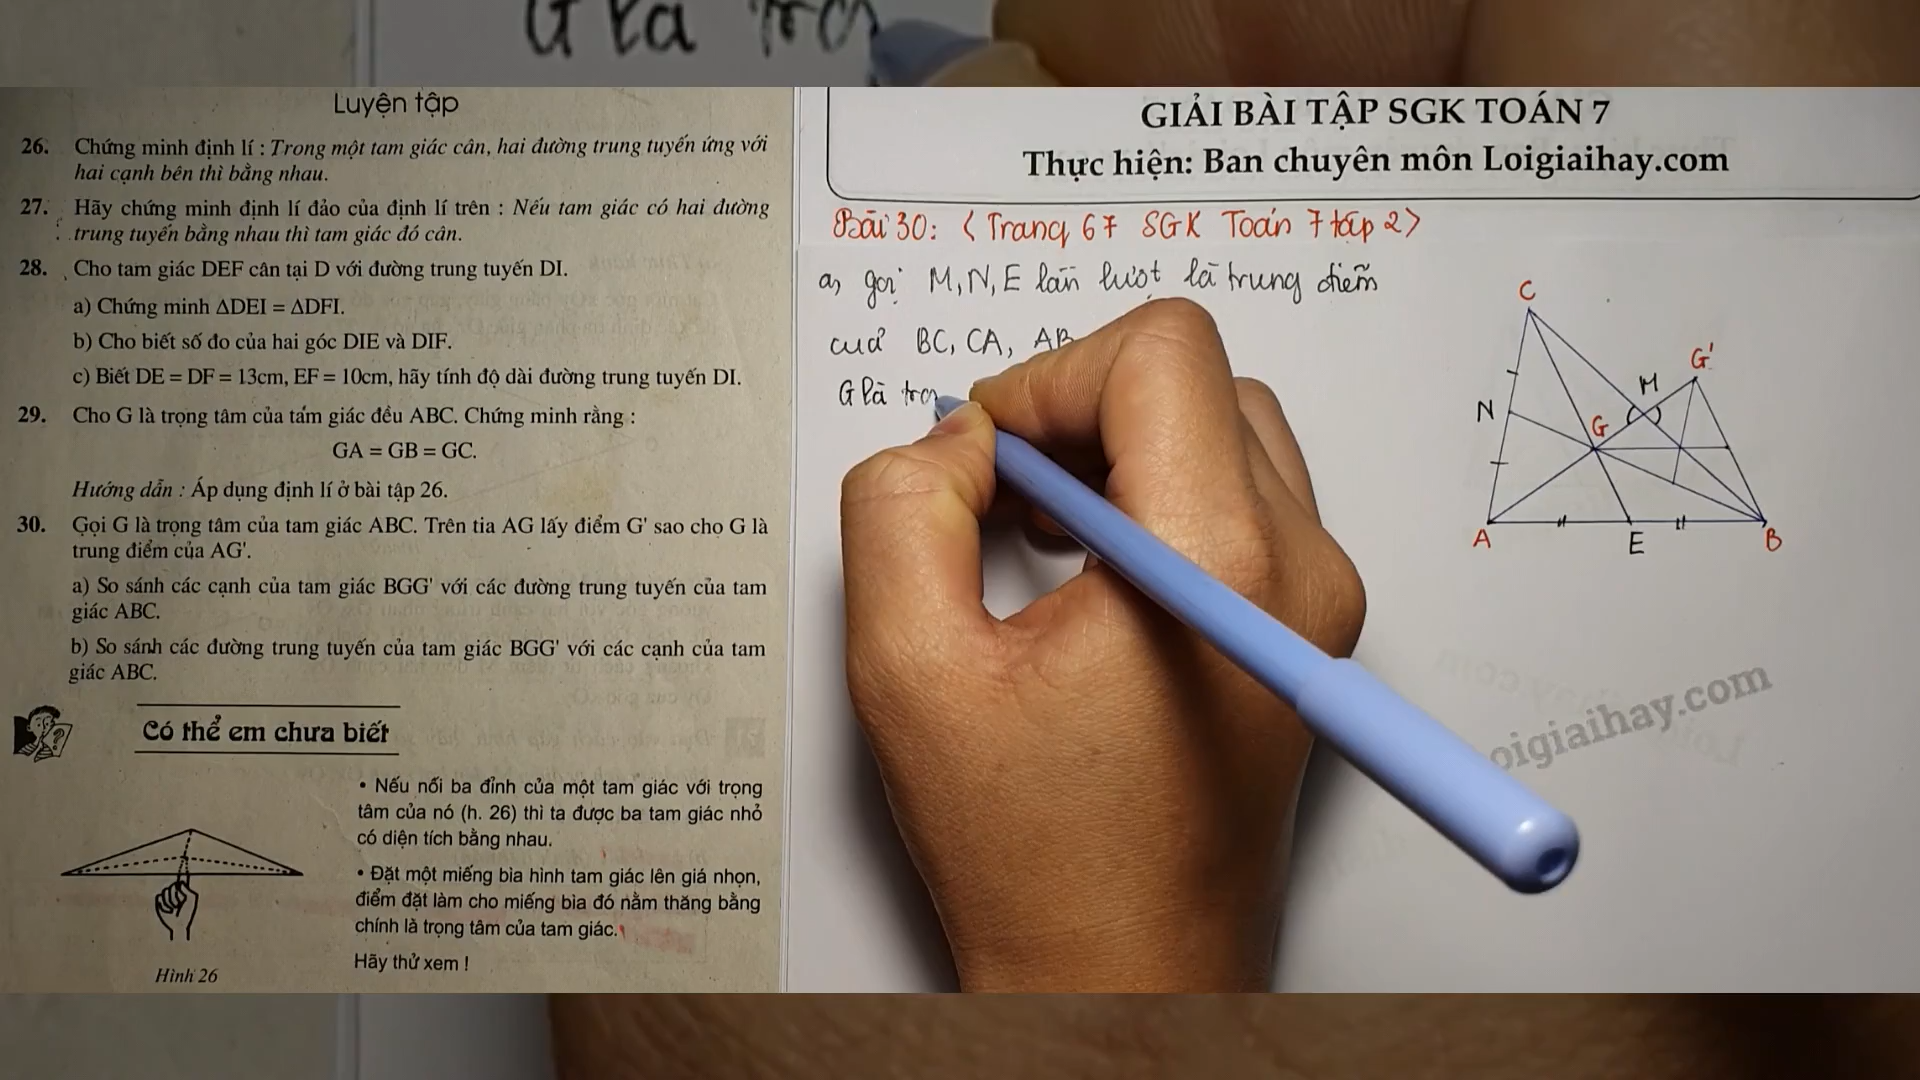 G là trọ
Luyện tập
26. Chứng minh định lí : Trong một tam giác cân, hai đường trung tuyến ứng với
hai cạnh bên thì bằng nhau.
27. Hãy chứng minh định lí đảo của định lí trên : Nếu tam giác có hai đường
trung tuyến bằng nhau thì tam giác đó cân.
28. Cho tam giác DEF cân tại D với đường trung tuyến DI.
a) Chứng minh ΔDEI = ΔDFI.
b) Cho biết số đo của hai góc DIE và DIF.
c) Biết DE = DF = 13cm, EF = 10cm, hãy tính độ dài đường trung tuyến DI.
29. Cho G là trọng tâm của tam giác đều ABC. Chứng minh rằng :
GA = GB = GC.
Hướng dẫn : Áp dụng định lí ở bài tập 26.
30. Gọi G là trọng tâm của tam giác ABC. Trên tia AG lấy điểm G' sao cho G là
trung điểm của AG'.
a) So sánh các cạnh của tam giác BGG' với các đường trung tuyến của tam
giác ABC.
b) So sánh các đường trung tuyến của tam giác BGG' với các cạnh của tam
giác ABC.
Có thể em chưa biết
• Nếu nối ba đỉnh của một tam giác với trọng
tâm của nó (h. 26) thì ta được ba tam giác nhỏ
có diện tích bằng nhau.
• Đặt một miếng bìa hình tam giác lên giá nhọn,
điểm đặt làm cho miếng bìa đó nằm thăng bằng
chính là trọng tâm của tam giác.
Hãy thử xem !
Hình 26
GIẢI BÀI TẬP SGK TOÁN 7
Thực hiện: Ban chuyên môn Loigiaihay.com
Bài 30: < Trang 67 SGK Toán 7 tập 2>
a, gọi M, N, E lần lượt là trung điểm
của BC, CA, AB
G là trọ
C
G'
M
N
G
A
E
B
oigiaihay.com